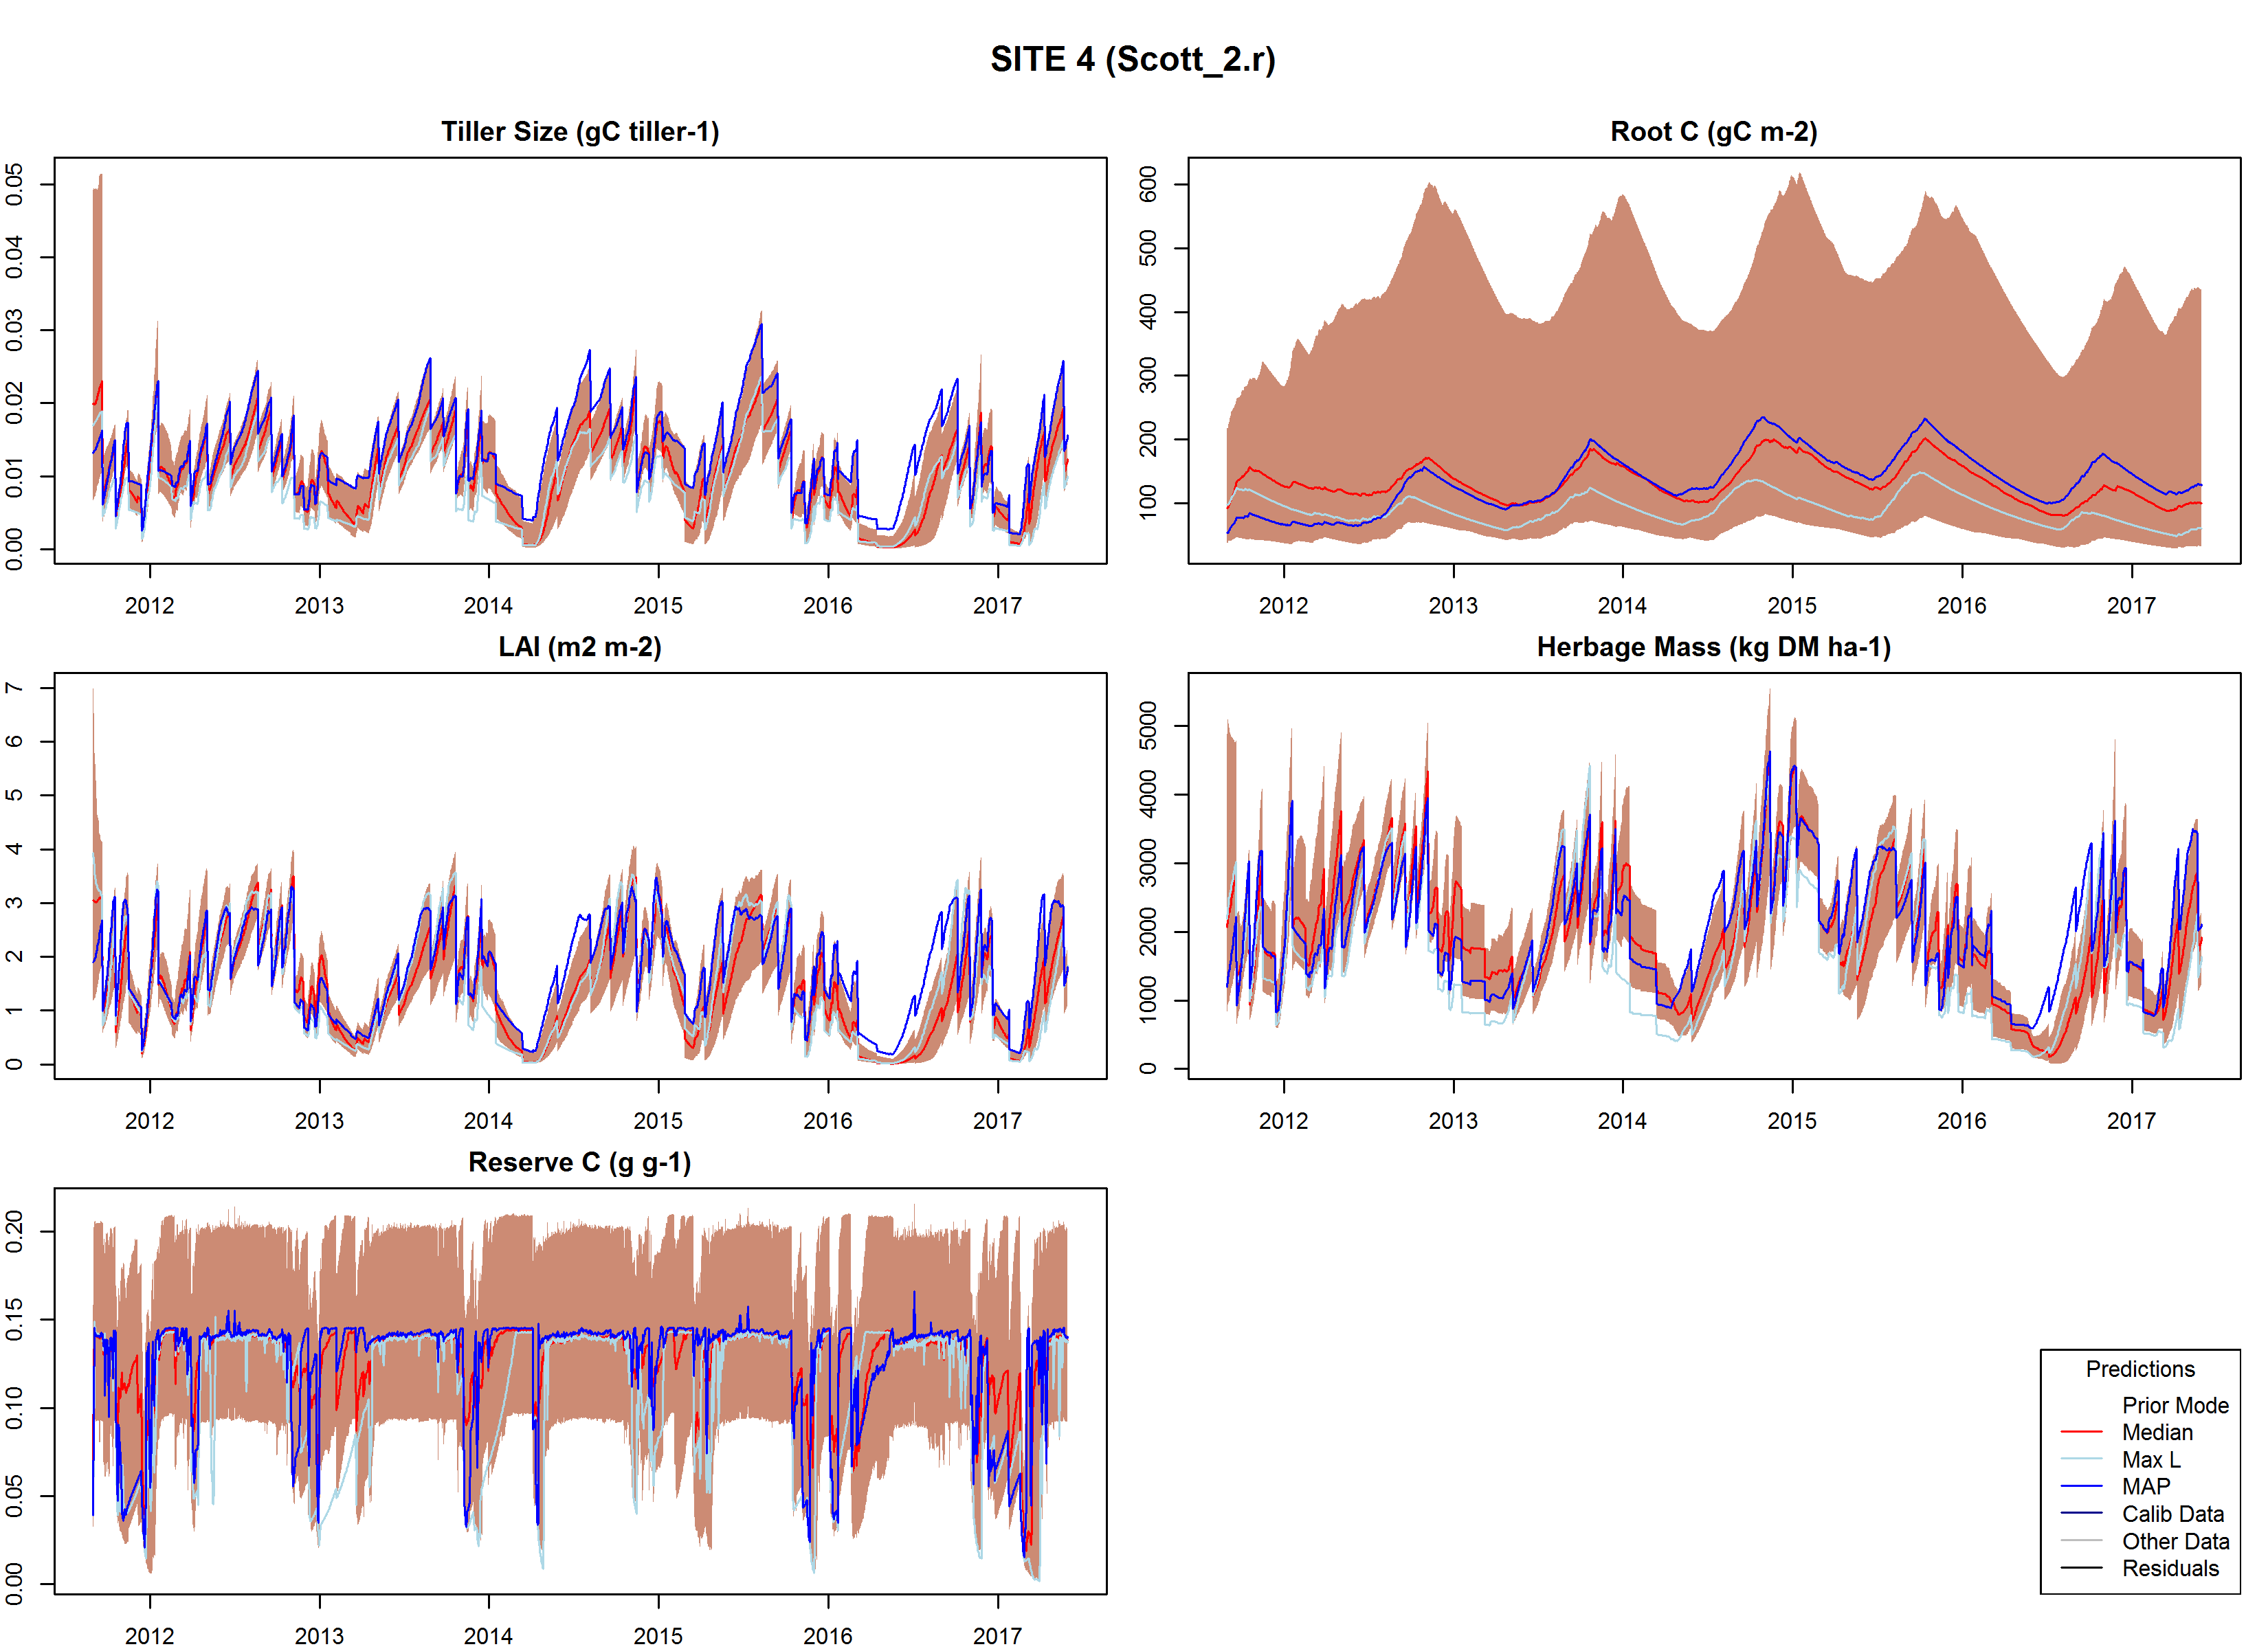 SITE 4 (Scott_2.r)
Tiller Size (gC tiller-1)
0.05
0.04
0.03
0.02
0.01
0.00
2012 2013 2014 2015 2016 2017
Root C (gC m-2)
600
500
400
300
200
100
2012 2013 2014 2015 2016 2017
LAI (m2 m-2)
7
6
5
4
3
2
1
0
2012 2013 2014 2015 2016 2017
Herbage Mass (kg DM ha-1)
5000
4000
3000
2000
1000
0
2012 2013 2014 2015 2016 2017
Reserve C (g g-1)
0.20
0.15
0.10
0.05
0.00
2012 2013 2014 2015 2016 2017
Predictions
Prior Mode
Median
Max L
MAP
Calib Data
Other Data
Residuals